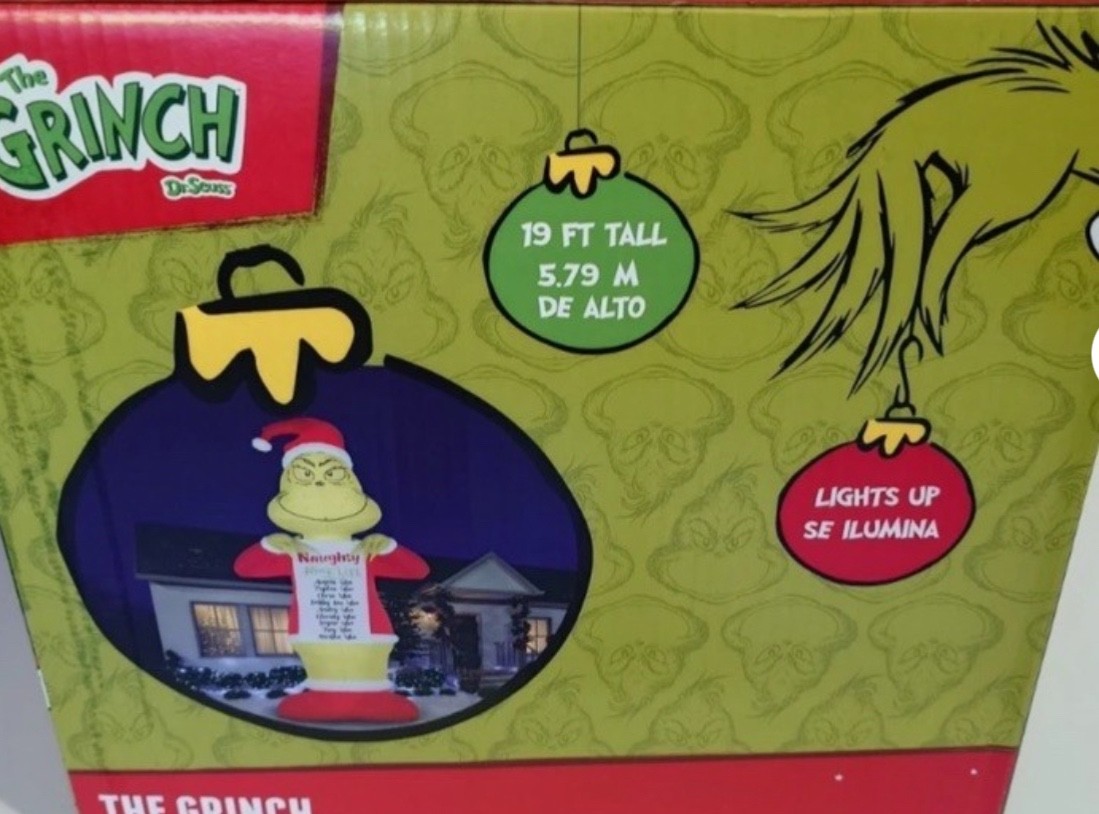 The
GRINCH
Dr. Seuss
19 FT TALL
5.79 M
DE ALTO
LIGHTS UP
SE ILUMINA
Naughty
THE GRINCH